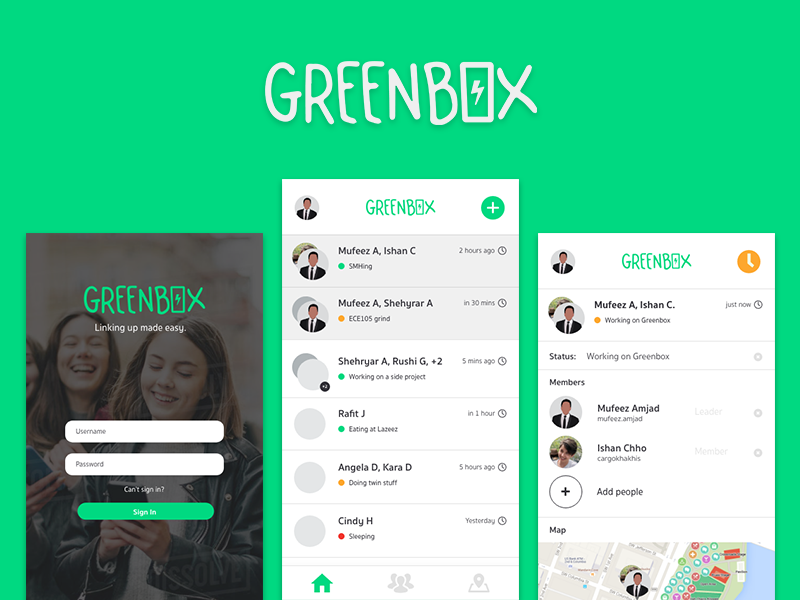 GREENBOX
GREENBOX
Linking up made easy.
Username
Password
Can't sign in?
Sign In
GREENBOX
Mufeez A, Ishan C
2 hours ago
SMHing
Mufeez A, Shehyrar A
in 30 mins
ECE105 grind
Shehryar A, Rushi G, +2
5 mins ago
+2
Working on a side project
Rafit J
in 1 hour
Eating at Lazeez
Angela D, Kara D
5 hours ago
Doing twin stuff
Cindy H
Yesterday
Sleeping
GREENBOX
Mufeez A, Ishan C.
just now
Working on Greenbox
Status: Working on Greenbox
Members
Mufeez Amjad
Leader
mufeez.amjad
Ishan Chho
Member
cargokhakhis
Add people
Map